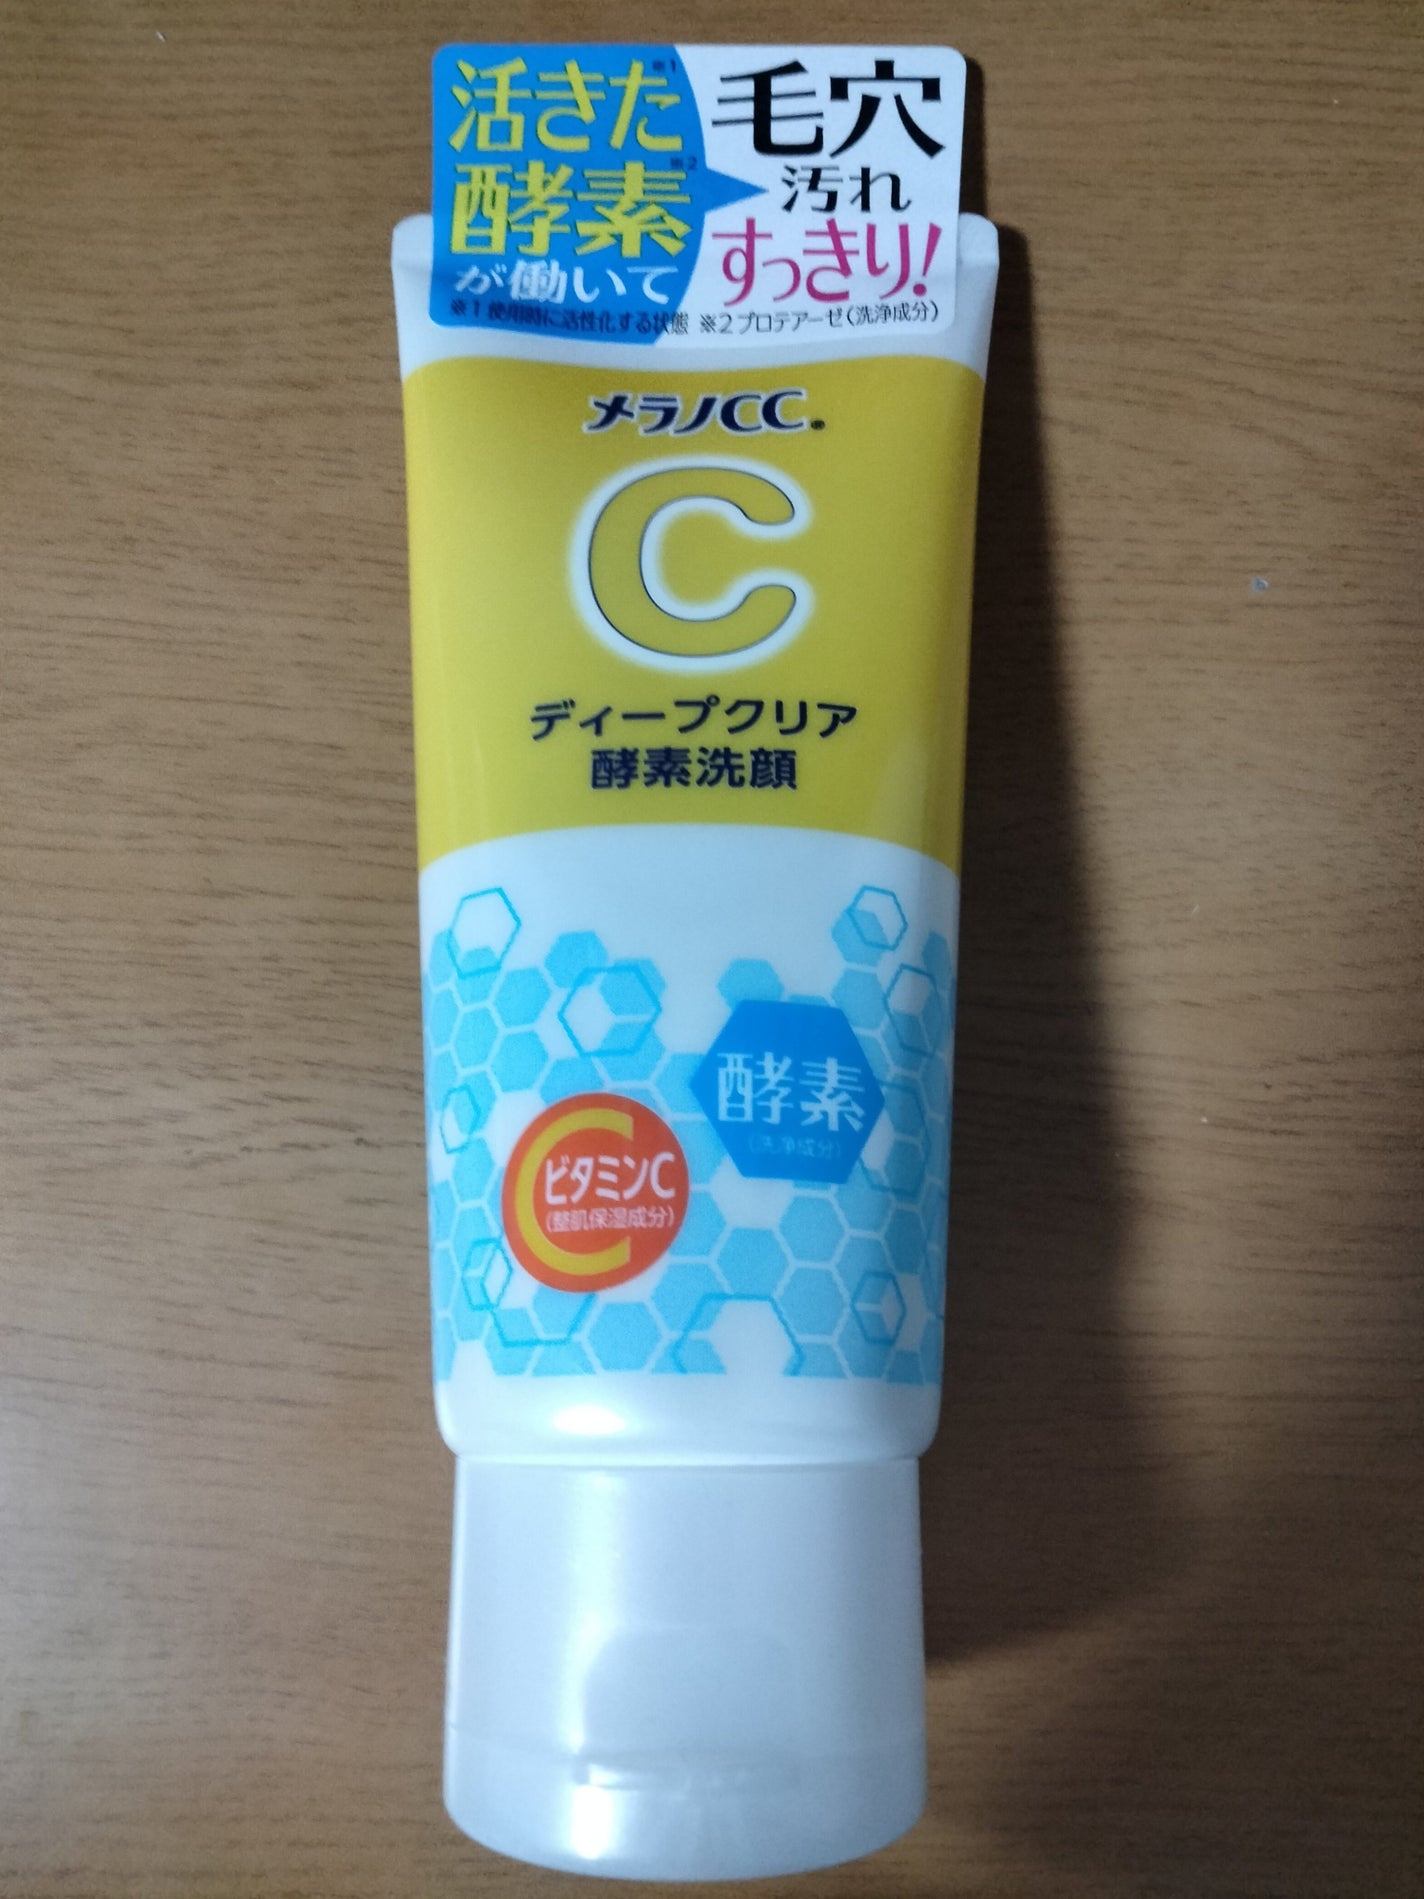 活きた※1
酵素※2
が働いて
毛穴
汚れ
すっきり!
※1 使用時に活性化する状態 ※2 プロテアーゼ(洗浄成分)
メラノCC®
C
ディープクリア
酵素洗顔
酵素
(洗浄成分)
C
ビタミンC
(整肌保湿成分)